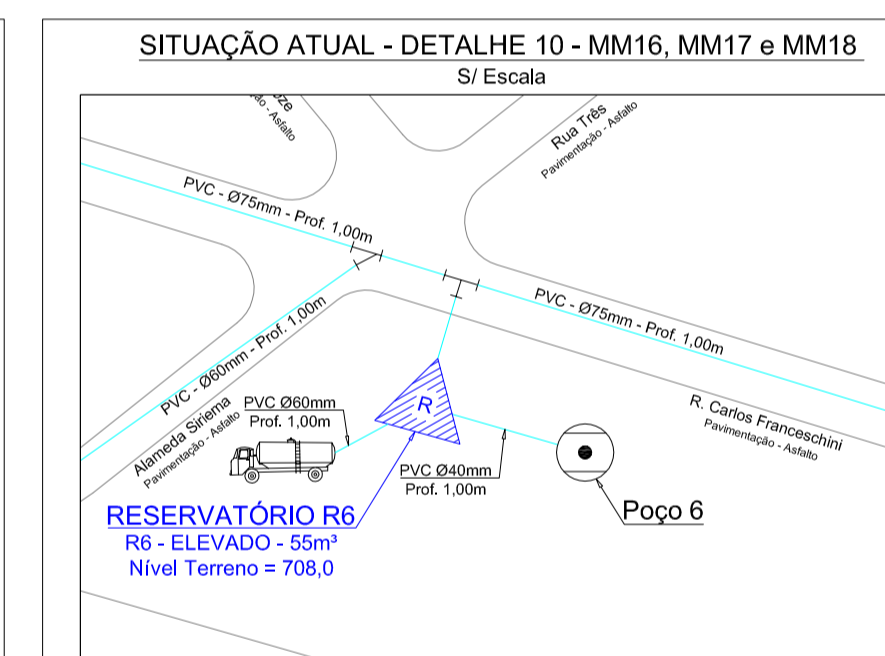 SITUAÇÃO ATUAL - DETALHE 10 - MM16, MM17 e MM18
S/ Escala
Asfalto
Rua Três
Pavimentação - Asfalto
PVC - Ø75mm - Prof. 1,00m
PVC - Ø75mm - Prof. 1,00m
PVC - Ø60mm - Prof. 1,00m
Alameda Siriema
Pavimentação - Asfalto
PVC Ø60mm
Prof. 1,00m
R
R. Carlos Franceschini
Pavimentação - Asfalto
PVC Ø40mm
Prof. 1,00m
Poço 6
RESERVATÓRIO R6
R6 - ELEVADO - 55m³
Nível Terreno = 708,0